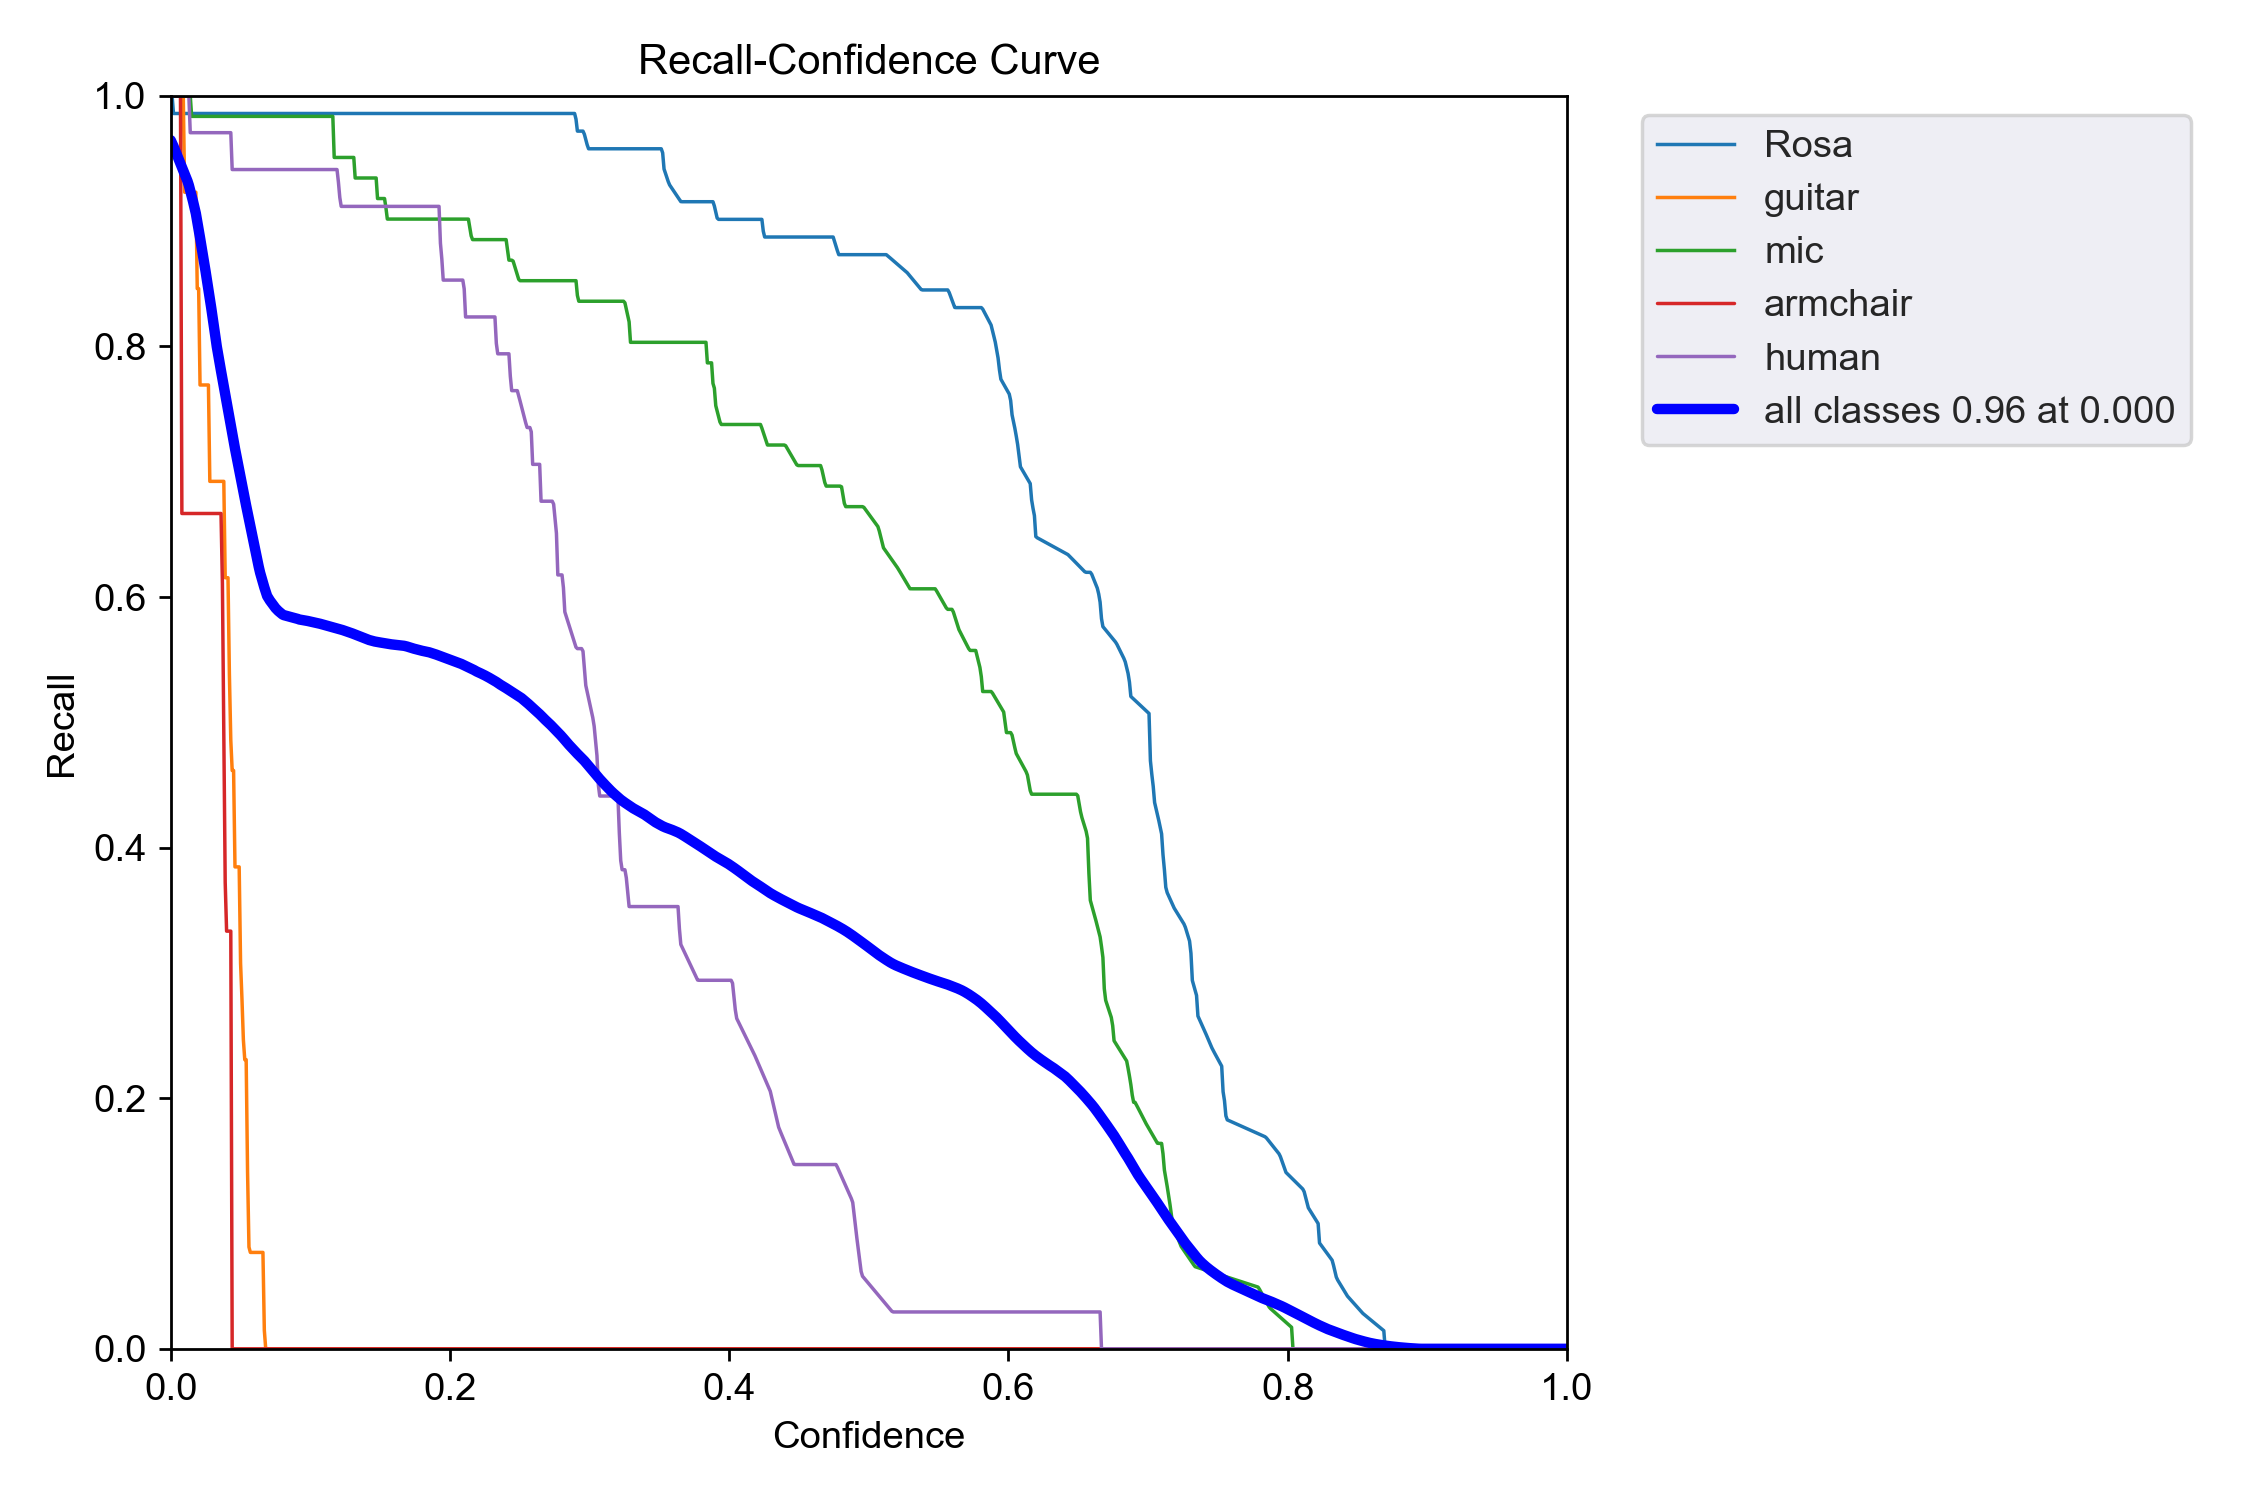 Recall-Confidence Curve
1.0
0.8
0.6
0.4
0.2
0.0
Recall
0.0 0.2 0.4 0.6 0.8 1.0
Confidence
Rosa
guitar
mic
armchair
human
all classes 0.96 at 0.000